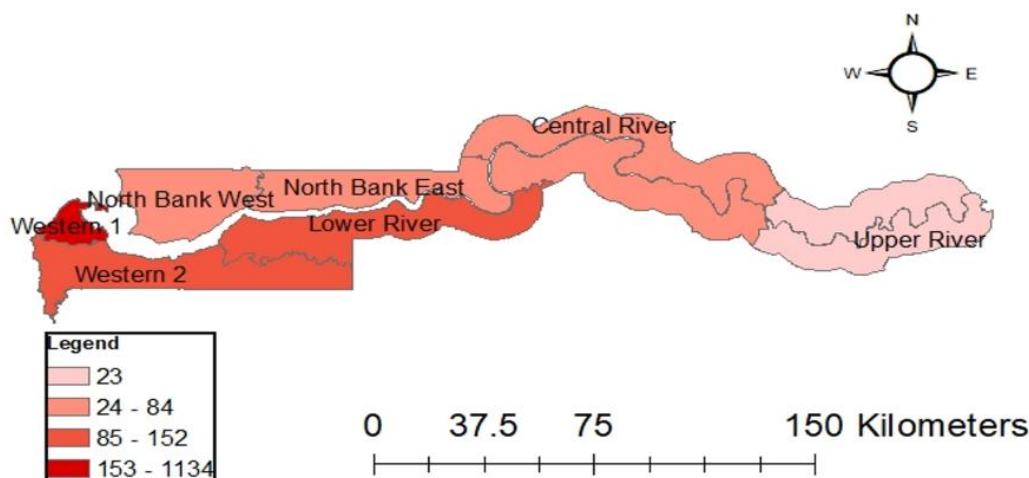 N
W E
S
Central River
North Bank West
North Bank East
Western 1
Lower River
Upper River
Western 2
Legend
23
24 - 84
85 - 152
153 - 1134
0 37.5 75 150 Kilometers